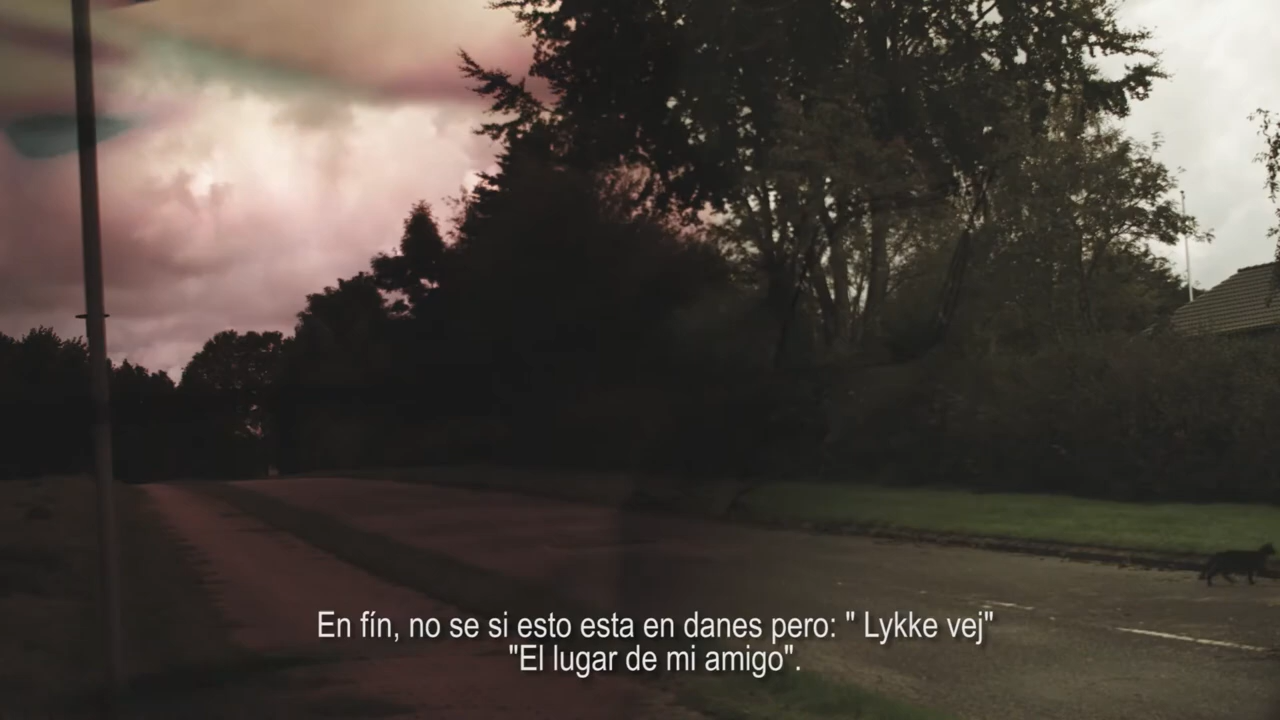 En fín, no se si esto esta en danes pero: " Lykke vej"
"El lugar de mi amigo".